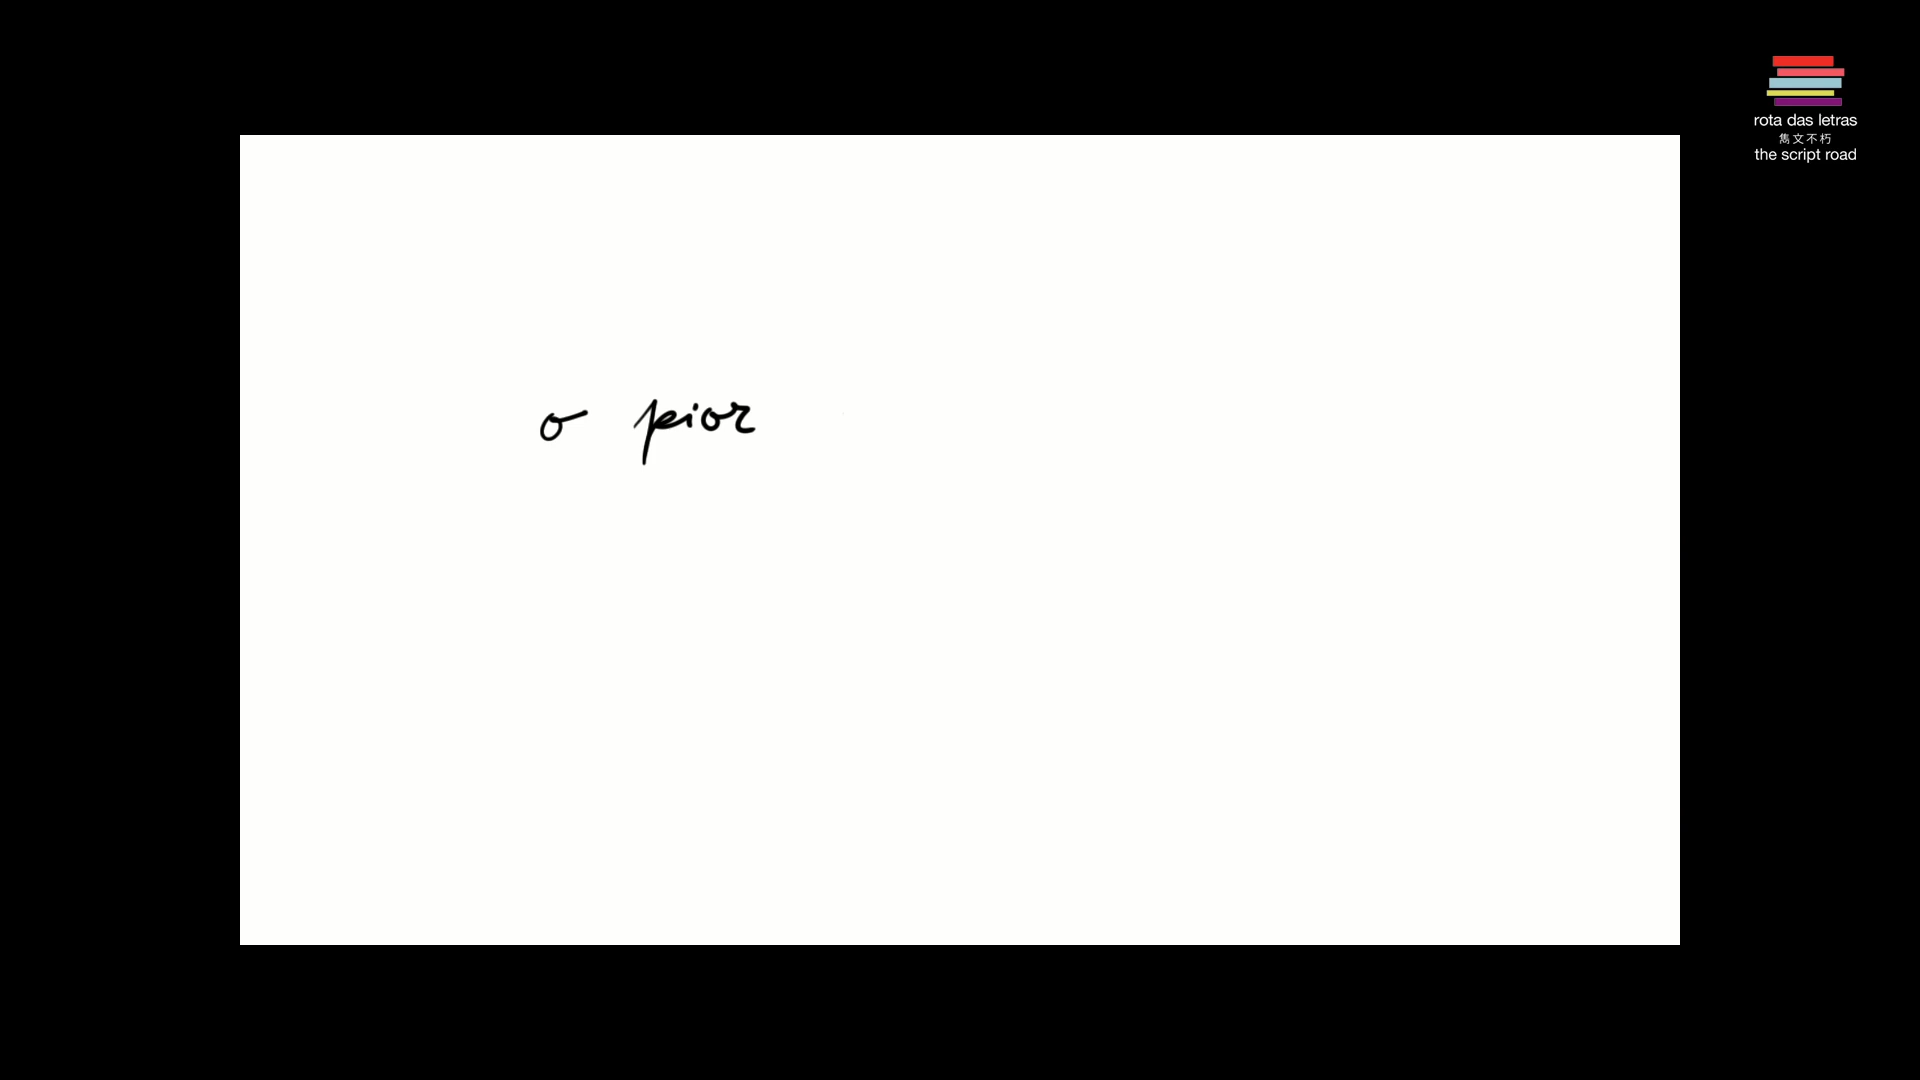 rota das letras
雋文不朽
the script road
o pior